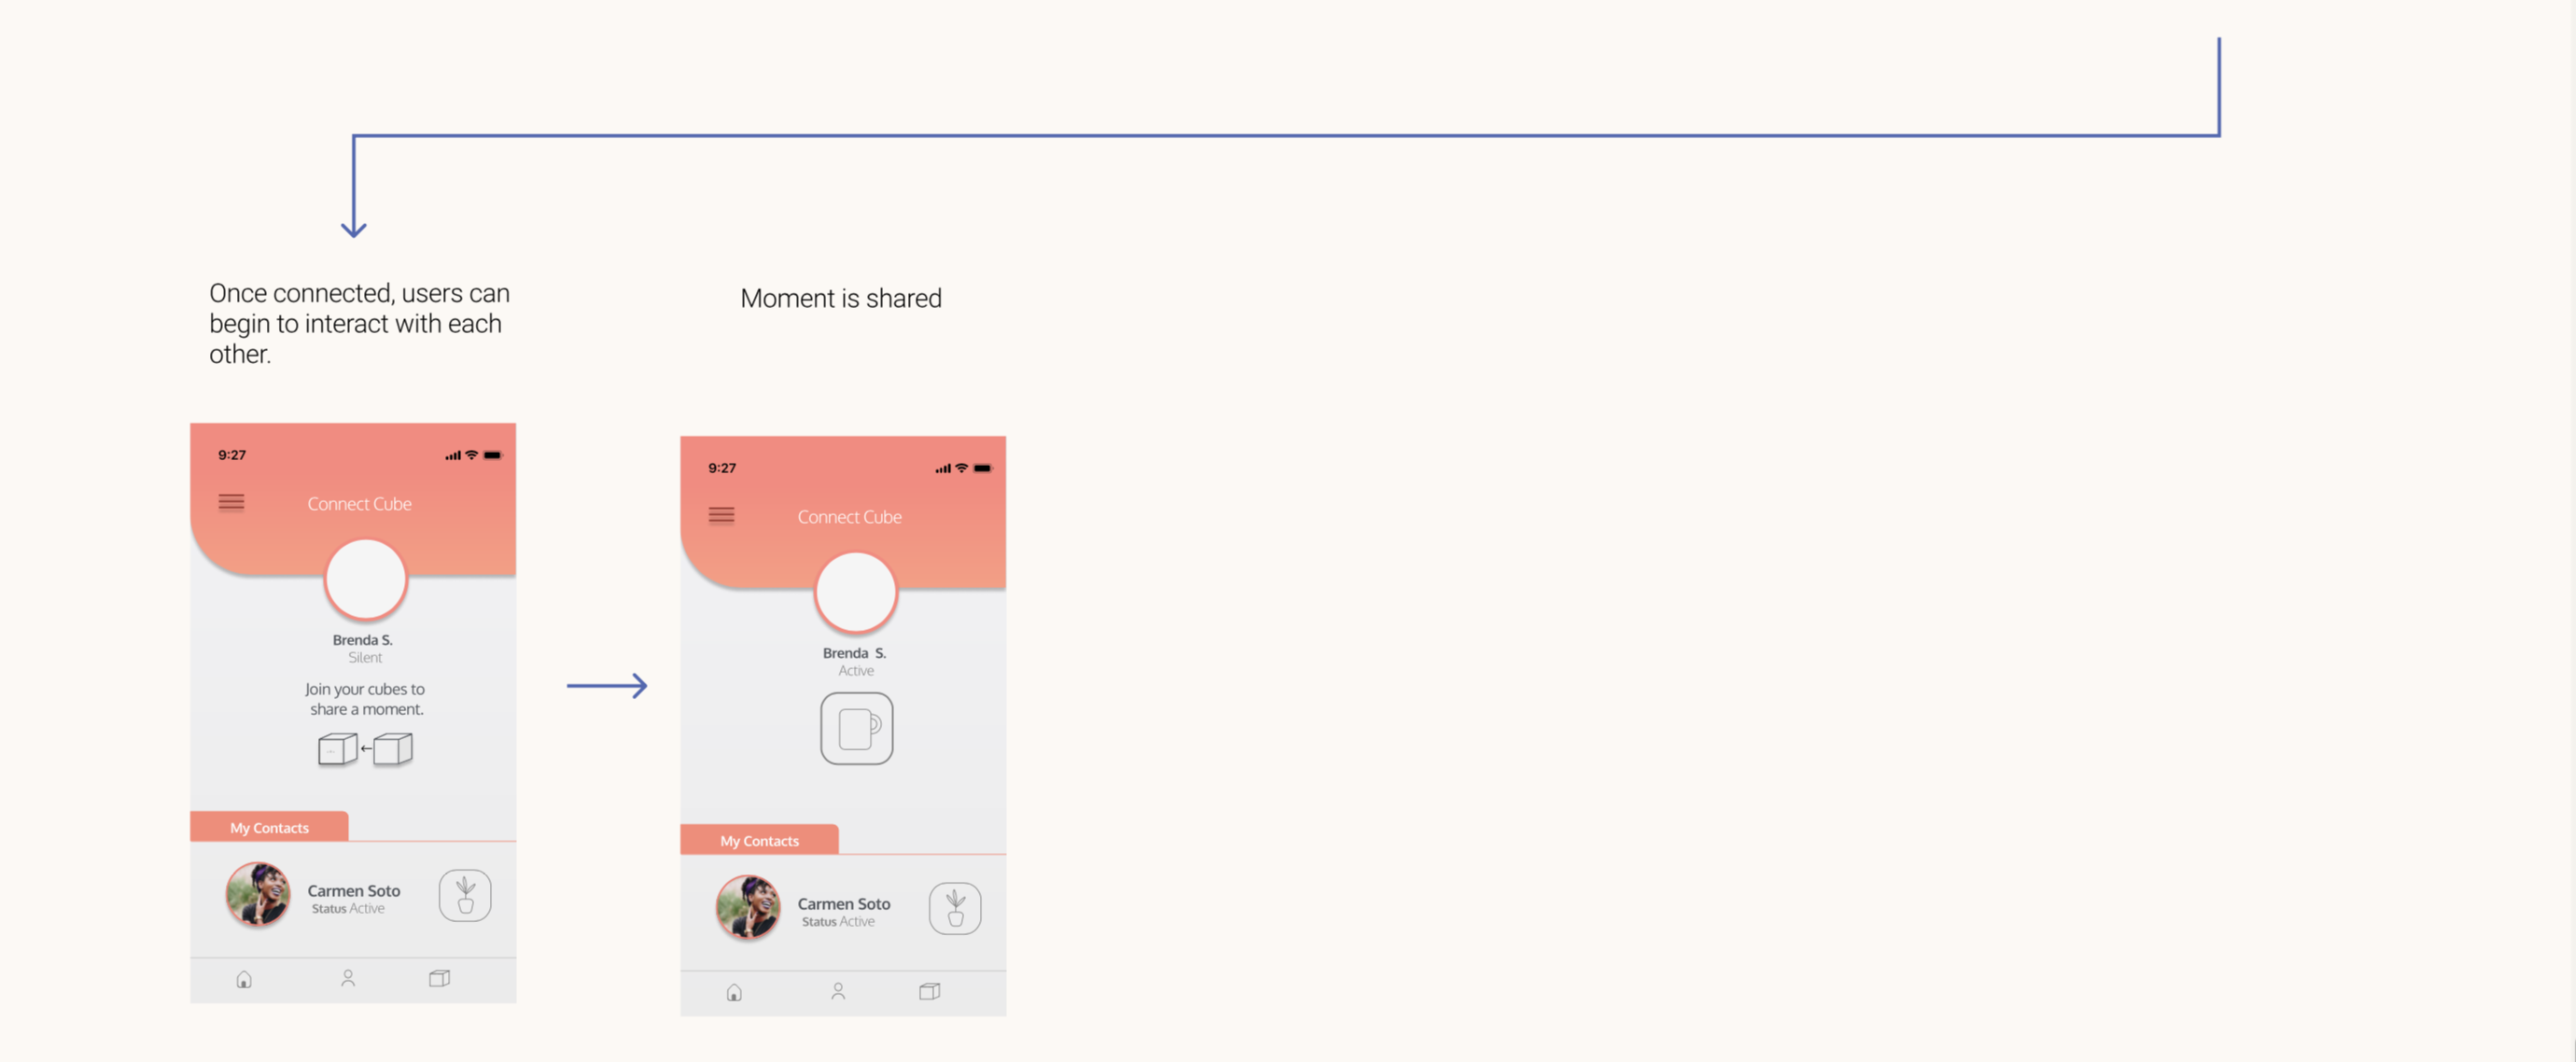 Once connected, users can
begin to interact with each
other.
Moment is shared
9:27
Connect Cube
Brenda S.
Silent
Join your cubes to
share a moment.
My Contacts
Carmen Soto
Status Active
9:27
Connect Cube
Brenda S.
Active
My Contacts
Carmen Soto
Status Active